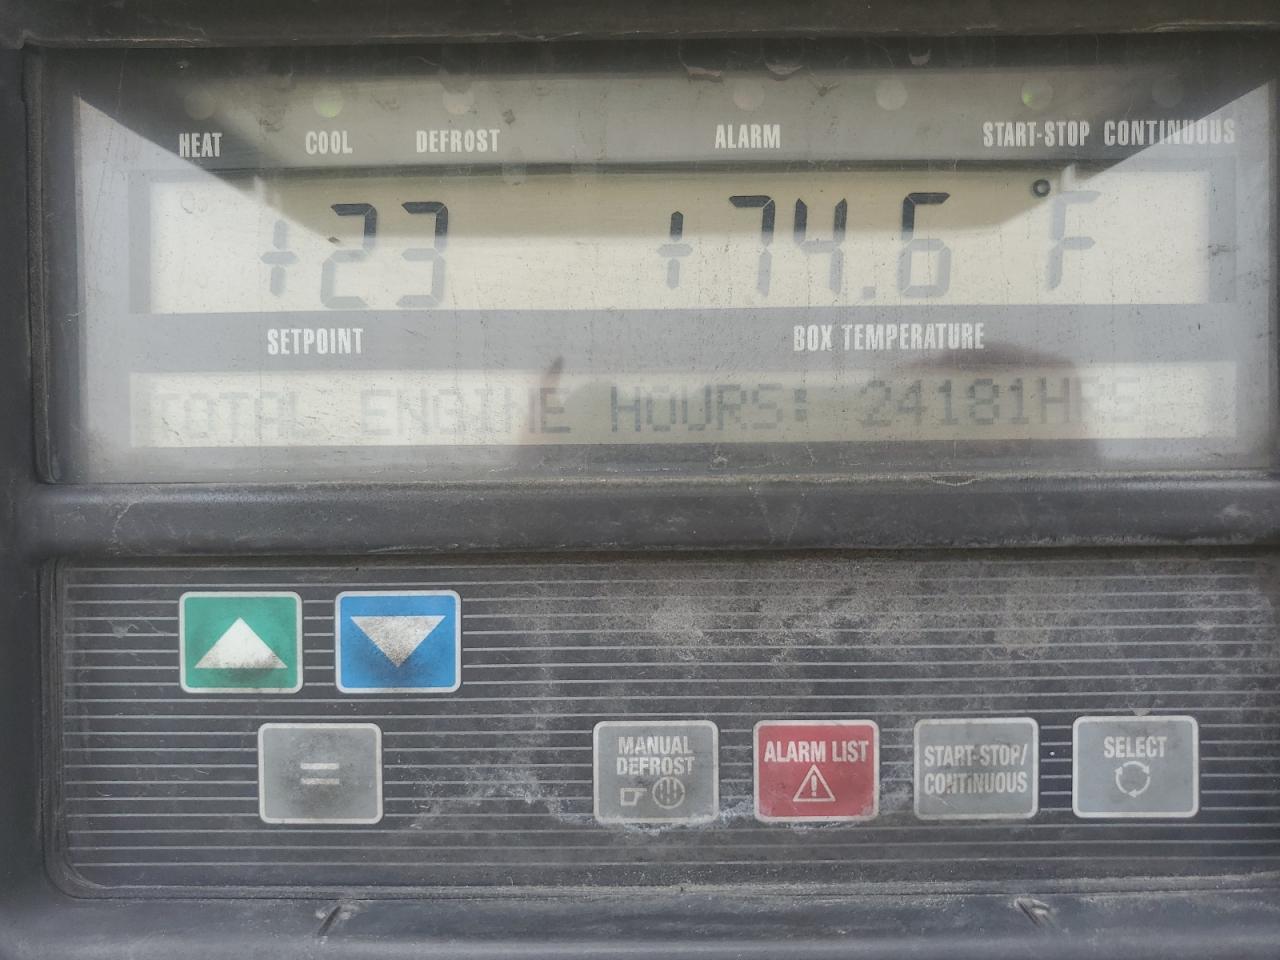 HEAT COOL DEFROST ALARM START-STOP CONTINUOUS
+23 +74.6 °F
SETPOINT BOX TEMPERATURE
TOTAL ENGINE HOURS: 24181HRS
=
MANUAL DEFROST
ALARM LIST
START-STOP/
CONTINUOUS
SELECT